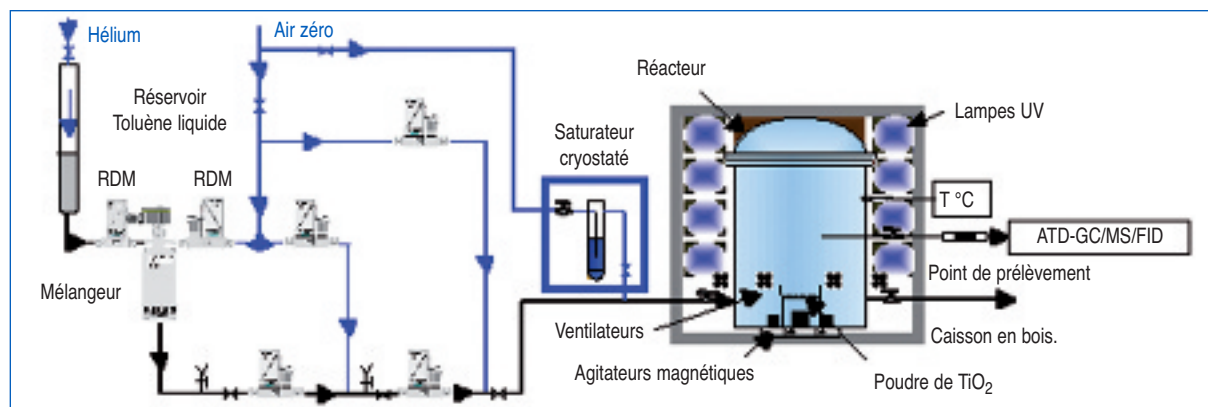 Hélium
Air zéro
Réacteur
Réservoir
Toluène liquide
Lampes UV
Saturateur
cryostaté
RDM
RDM
T °C
ATD-GC/MS/FID
Mélangeur
Point de prélèvement
Ventilateurs
Caisson en bois.
Agitateurs magnétiques
Poudre de TiO₂